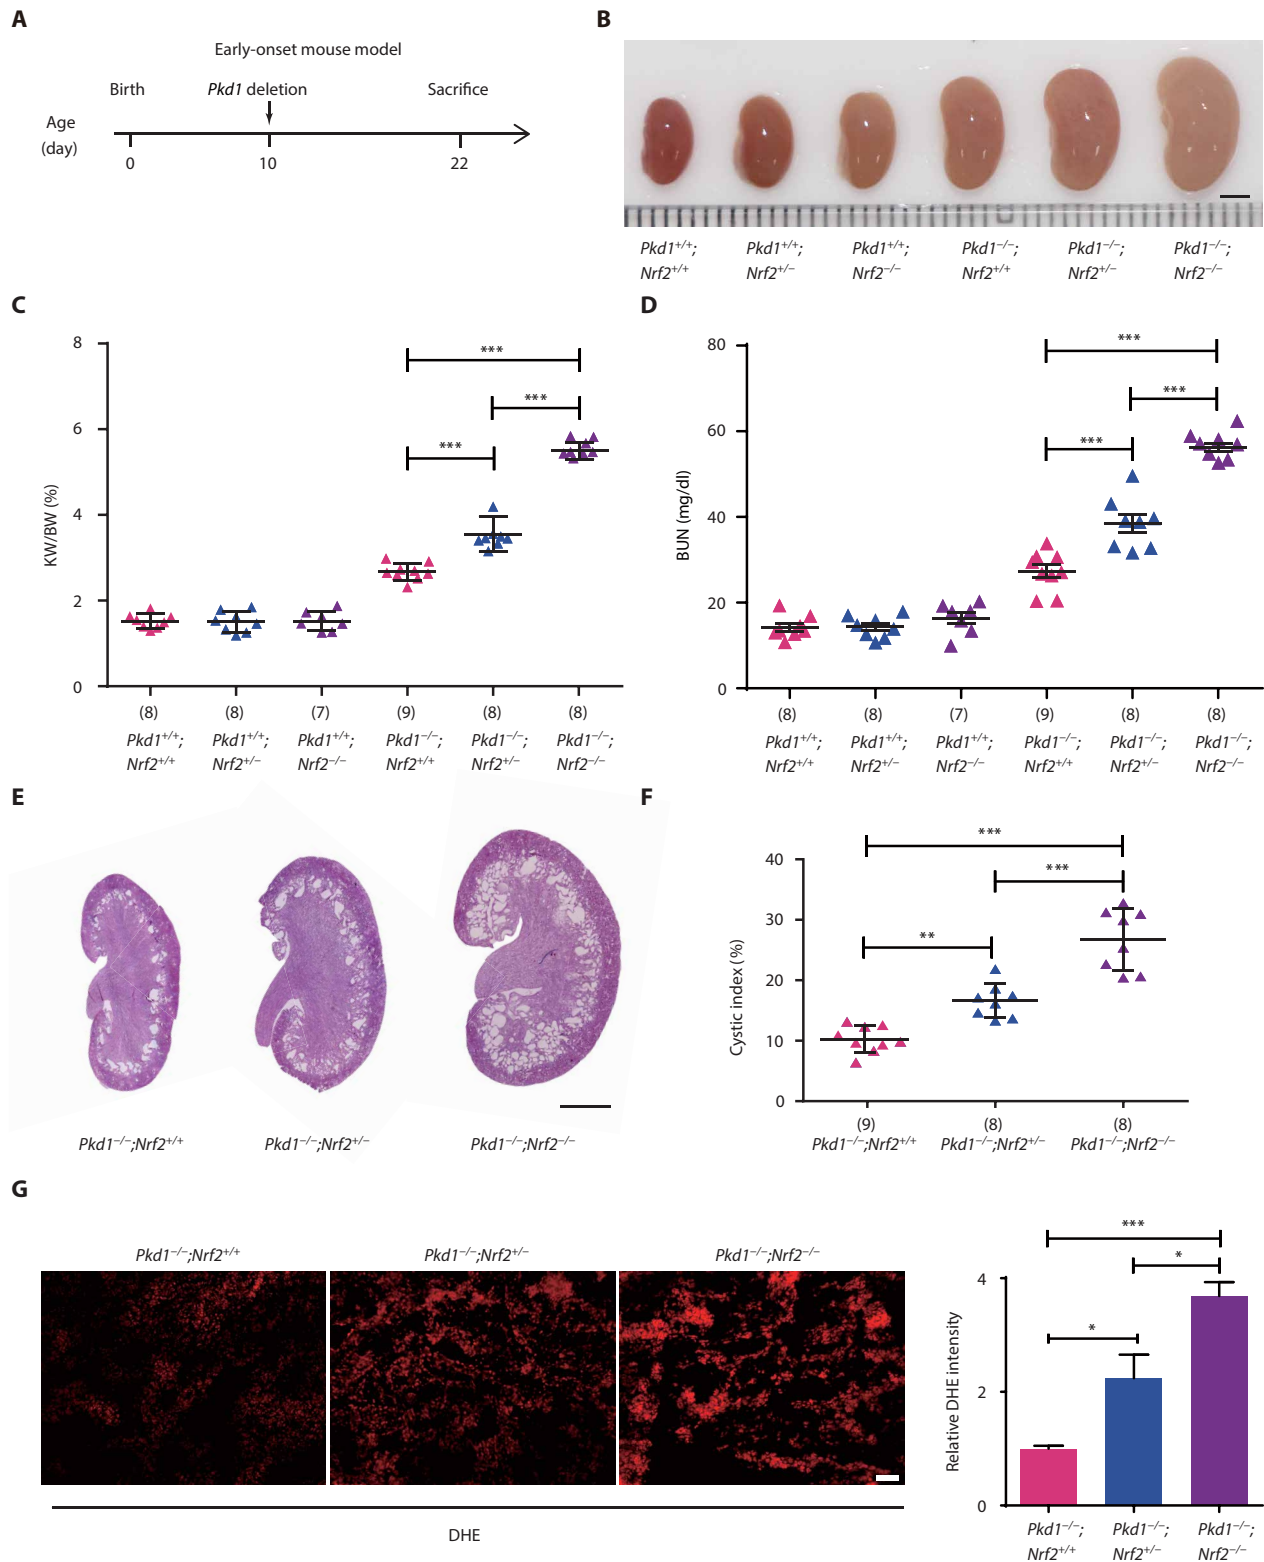 A
Early-onset mouse model
Birth
Pkd1 deletion
Sacrifice
Age
(day)
0
10
22
B
Pkd1+/+;
Nrf2+/+
Pkd1+/+;
Nrf2+/−
Pkd1+/+;
Nrf2−/−
Pkd1−/−;
Nrf2+/+
Pkd1−/−;
Nrf2+/−
Pkd1−/−;
Nrf2−/−
C
KW/BW (%)
8
6
4
2
0
***
***
***
(8)
(8)
(7)
(9)
(8)
(8)
Pkd1+/+;
Nrf2+/+
Pkd1+/+;
Nrf2+/−
Pkd1+/+;
Nrf2−/−
Pkd1−/−;
Nrf2+/+
Pkd1−/−;
Nrf2+/−
Pkd1−/−;
Nrf2−/−
D
BUN (mg/dl)
80
60
40
20
0
***
***
***
(8)
(8)
(7)
(9)
(8)
(8)
Pkd1+/+;
Nrf2+/+
Pkd1+/+;
Nrf2+/−
Pkd1+/+;
Nrf2−/−
Pkd1−/−;
Nrf2+/+
Pkd1−/−;
Nrf2+/−
Pkd1−/−;
Nrf2−/−
E
Pkd1−/−;Nrf2+/+
Pkd1−/−;Nrf2+/−
Pkd1−/−;Nrf2−/−
F
Cystic index (%)
40
30
20
10
0
***
***
**
(9)
(8)
(8)
Pkd1−/−;Nrf2+/+
Pkd1−/−;Nrf2+/−
Pkd1−/−;Nrf2−/−
G
Pkd1−/−;Nrf2+/+
Pkd1−/−;Nrf2+/−
Pkd1−/−;Nrf2−/−
DHE
Relative DHE intensity
4
2
0
***
*
*
Pkd1−/−;
Nrf2+/+
Pkd1−/−;
Nrf2+/−
Pkd1−/−;
Nrf2−/−